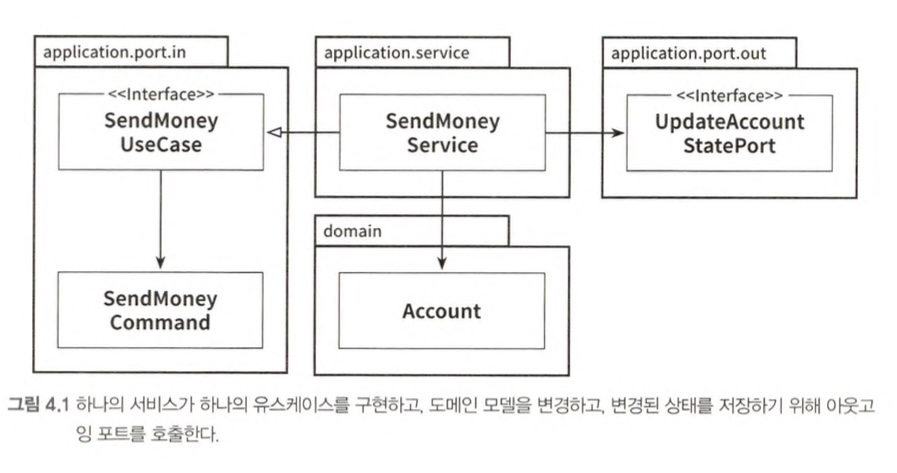 application.port.in
<<Interface>>
SendMoney
UseCase
SendMoney
Command
application.service
SendMoney
Service
domain
Account
application.port.out
<<Interface>>
UpdateAccount
StatePort
그림 4.1 하나의 서비스가 하나의 유스케이스를 구현하고, 도메인 모델을 변경하고, 변경된 상태를 저장하기 위해 아웃고
잉 포트를 호출한다.